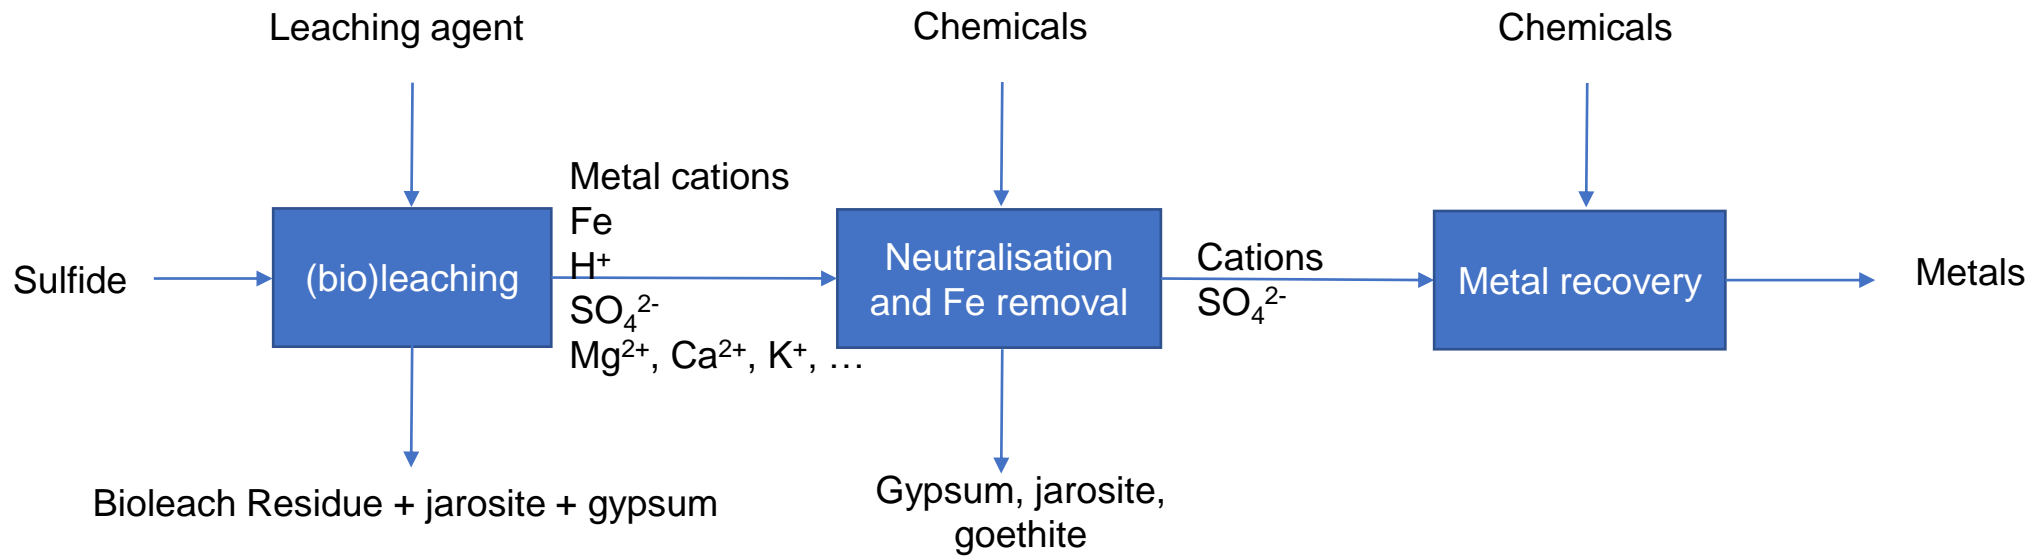 Leaching agent
Chemicals
Chemicals
Sulfide
(bio)leaching
Metal cations
Fe
H⁺
SO₄²⁻
Mg²⁺, Ca²⁺, K⁺, …
Neutralisation
and Fe removal
Cations
SO₄²⁻
Metal recovery
Metals
Bioleach Residue + jarosite + gypsum
Gypsum, jarosite,
goethite